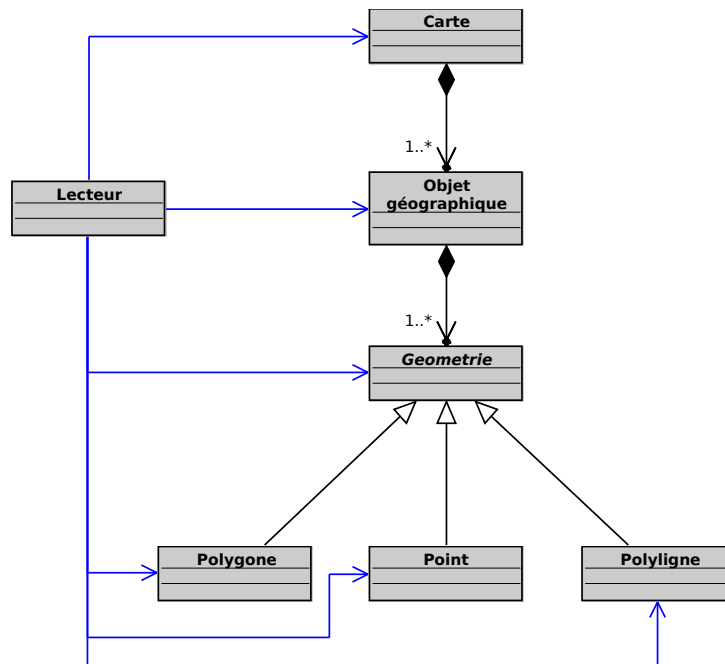 Carte
1..*
Lecteur
Objet
géographique
1..*
Geometrie
Polygone
Point
Polyligne